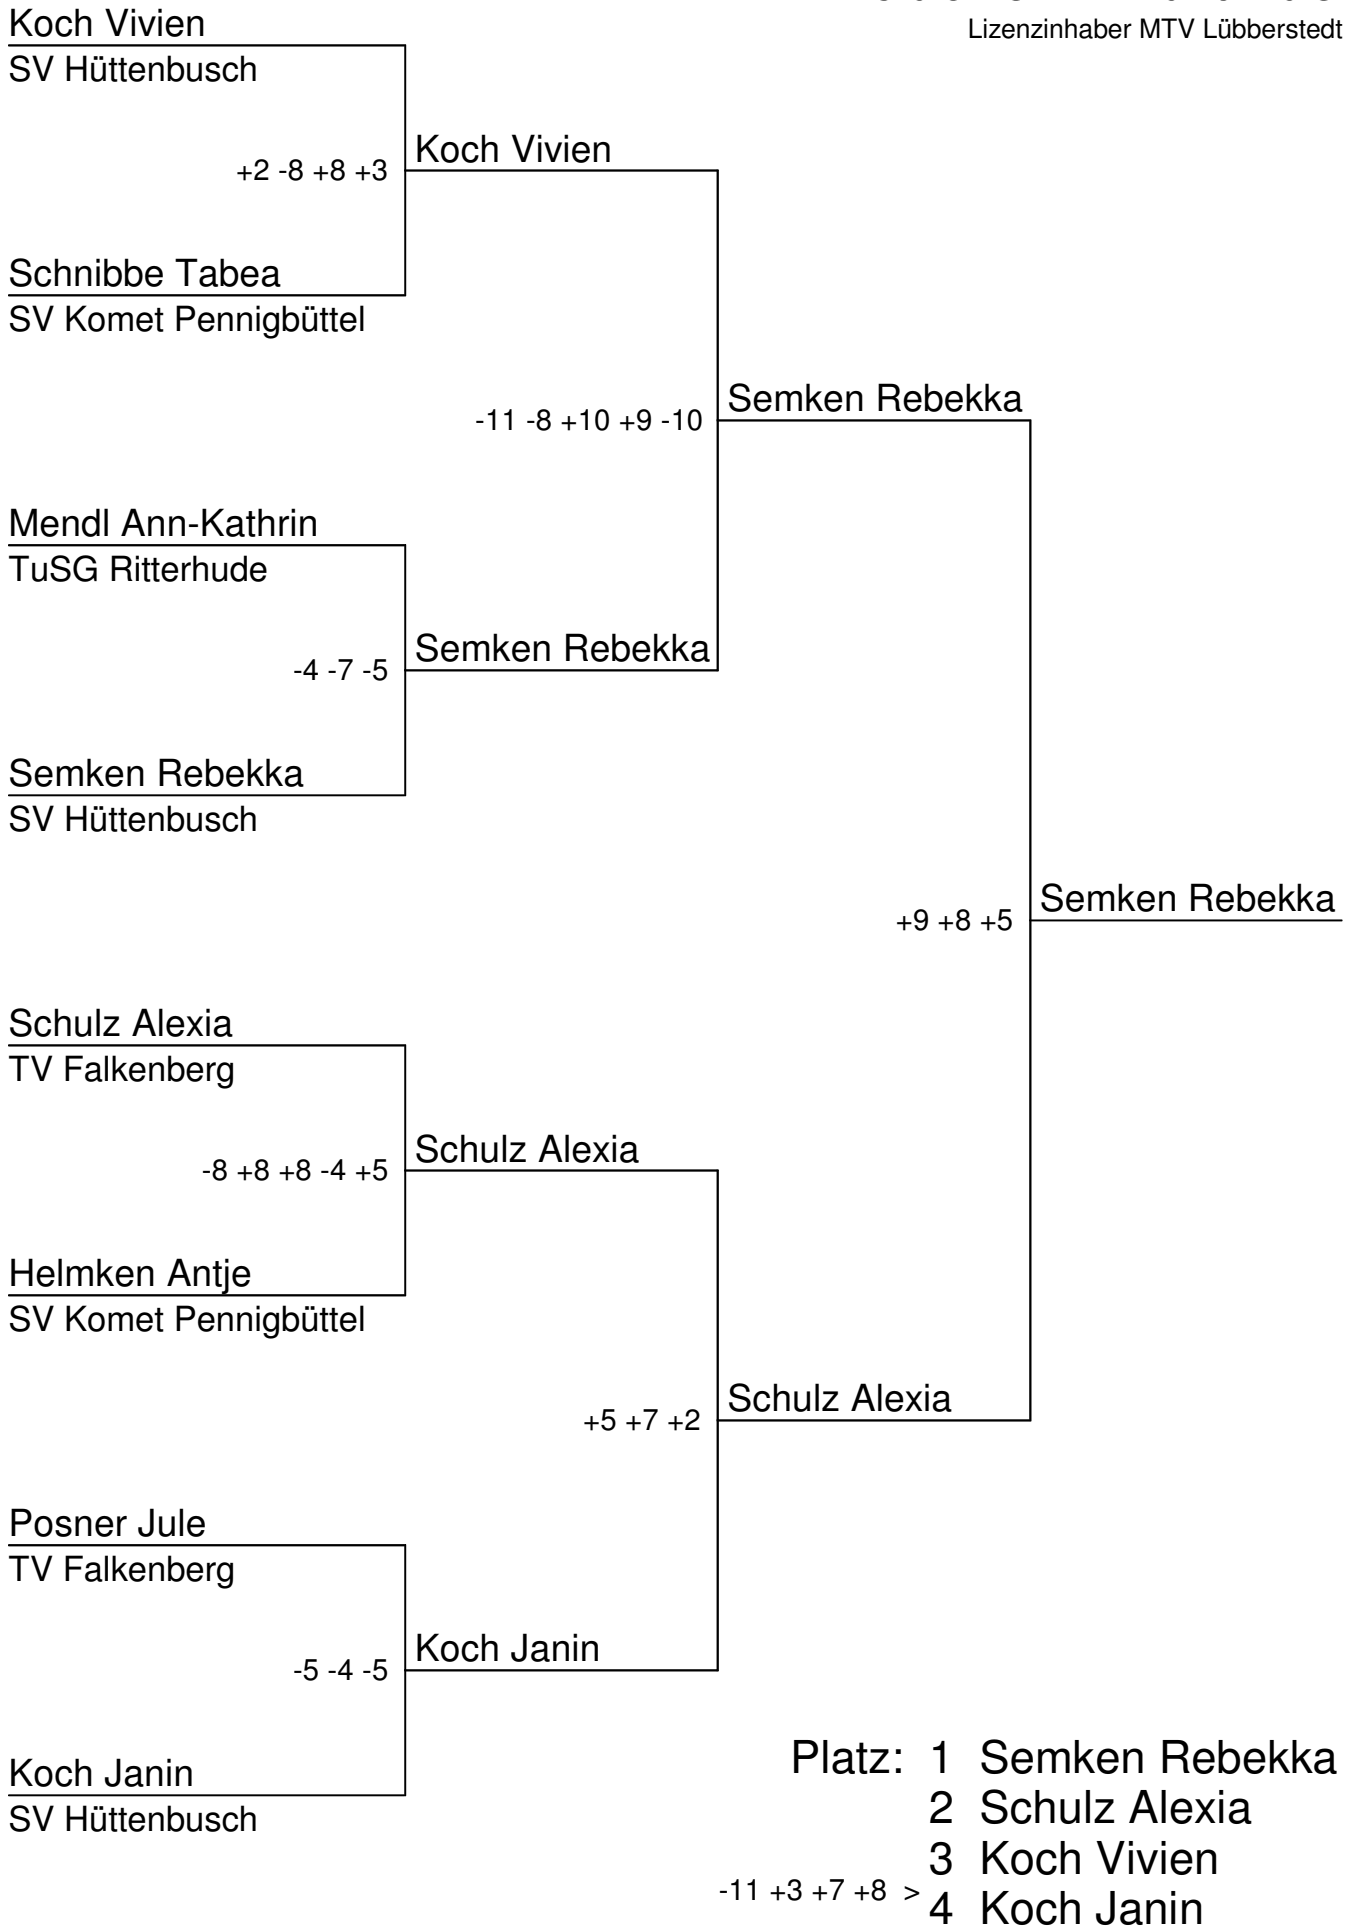 Koch Vivien
Lizenzinhaber MTV Lübberstedt
SV Hüttenbusch
+2 -8 +8 +3
Koch Vivien
Schnibbe Tabea
SV Komet Pennigbüttel
-11 -8 +10 +9 -10
Semken Rebekka
Mendl Ann-Kathrin
TuSG Ritterhude
-4 -7 -5
Semken Rebekka
Semken Rebekka
SV Hüttenbusch
+9 +8 +5
Semken Rebekka
Schulz Alexia
TV Falkenberg
-8 +8 +8 -4 +5
Schulz Alexia
Helmken Antje
SV Komet Pennigbüttel
+5 +7 +2
Schulz Alexia
Posner Jule
TV Falkenberg
-5 -4 -5
Koch Janin
Koch Janin
SV Hüttenbusch
Platz: 1 Semken Rebekka
2 Schulz Alexia
3 Koch Vivien
-11 +3 +7 +8 >
4 Koch Janin